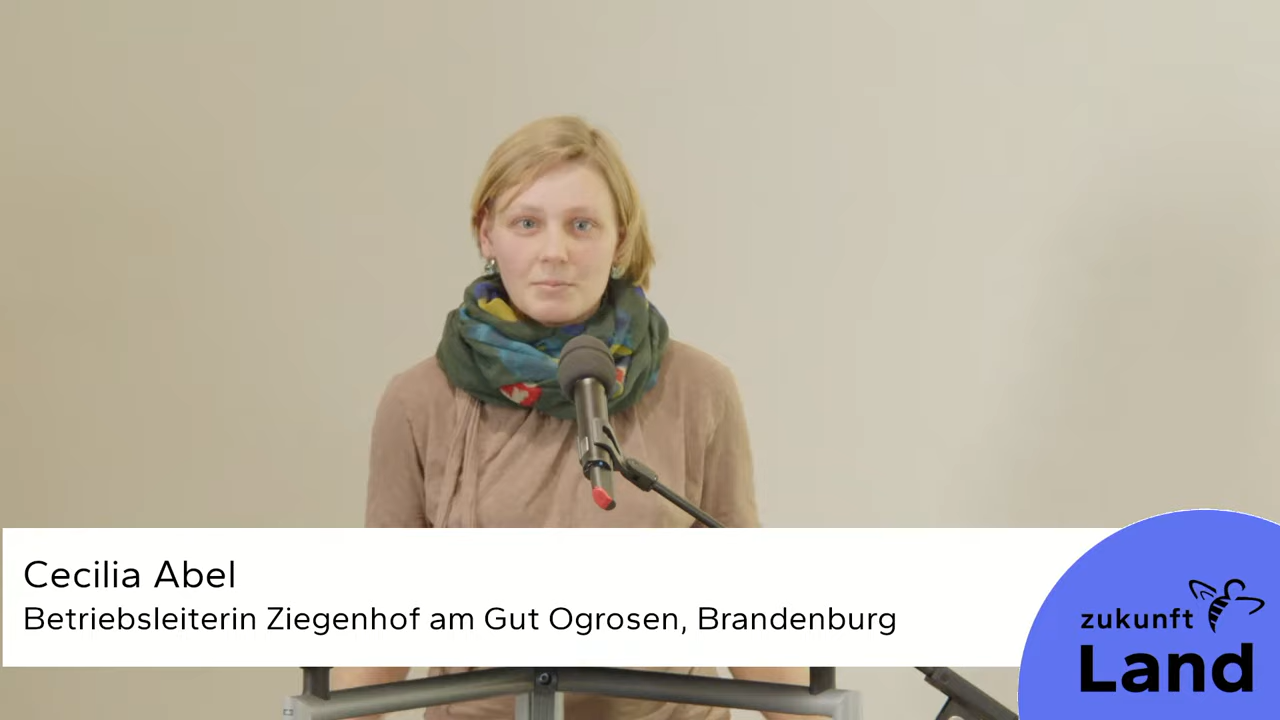 Cecilia Abel
Betriebsleiterin Ziegenhof am Gut Ogrosen, Brandenburg
zukunft
Land